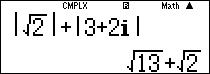 CMPLX R Math ▲
|√2|+|3+2i|
√13+√2